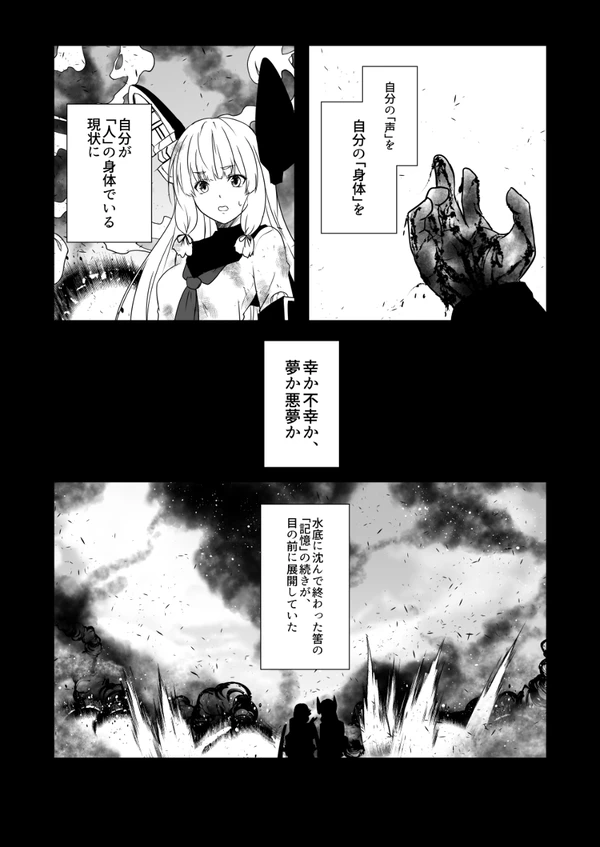 自分の「声」を
自分の「身体」を
自分が
「人」の身体でいる
現状に
幸か不幸か、
夢か悪夢か
水底に沈んで終わった筈の
「記憶」の続きが、
目の前に展開していた